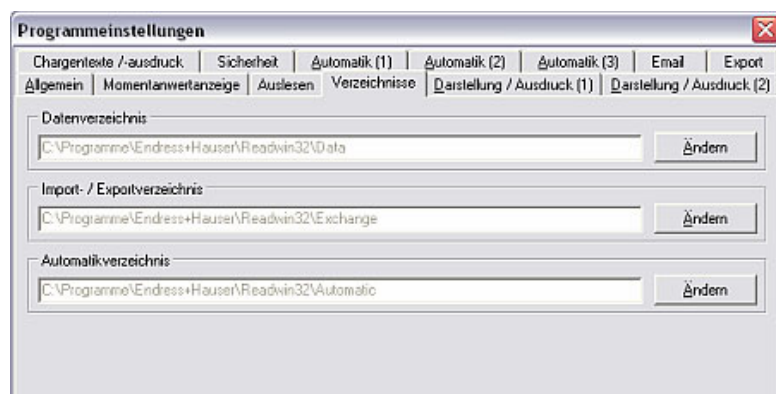 Programmeinstellungen
Chargentexte /-ausdruck Sicherheit Automatik (1) Automatik (2) Automatik (3) Email Export
Allgemein Momentanwertanzeige Auslesen Verzeichnisse Darstellung / Ausdruck (1) Darstellung / Ausdruck (2)
Datenverzeichnis
C:\Programme\Endress+Hauser\Readwin32\Data Ändern
Import- / Exportverzeichnis
C:\Programme\Endress+Hauser\Readwin32\Exchange Ändern
Automatikverzeichnis
C:\Programme\Endress+Hauser\Readwin32\Automatic Ändern